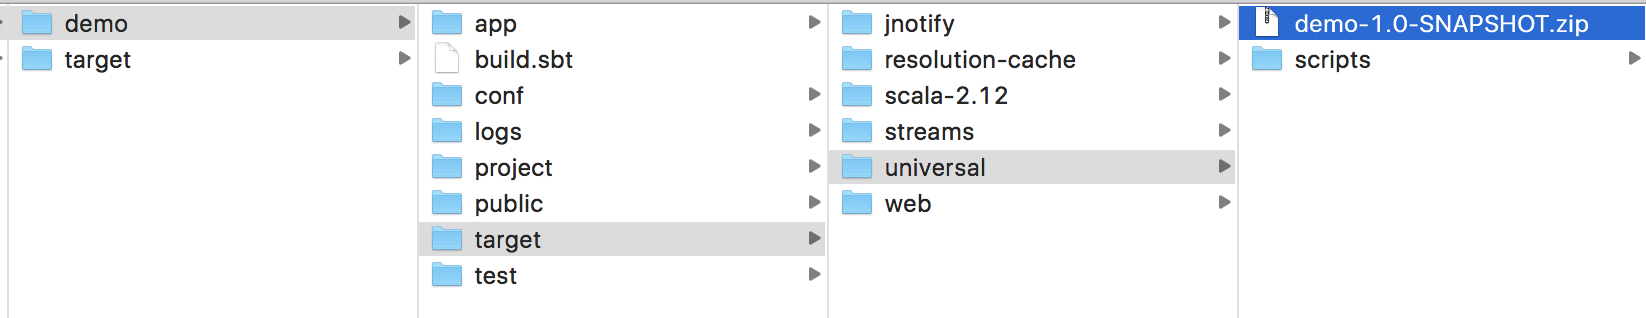 demo
target
app
build.sbt
conf
logs
project
public
target
test
jnotify
resolution-cache
scala-2.12
streams
universal
web
demo-1.0-SNAPSHOT.zip
scripts